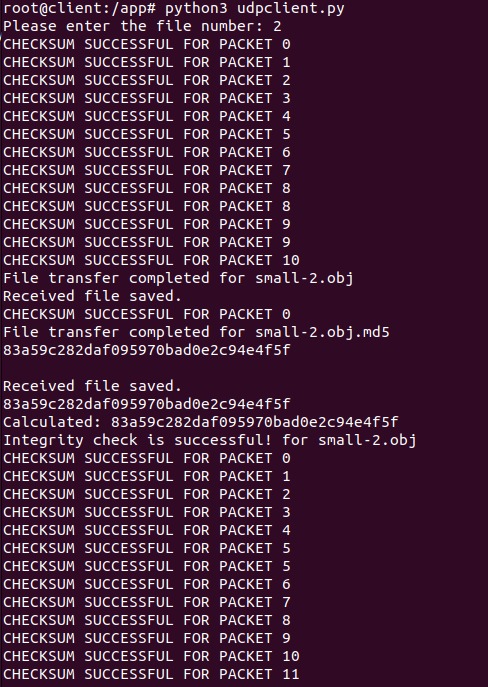 root@client:/app# python3 udpclient.py
Please enter the file number: 2
CHECKSUM SUCCESSFUL FOR PACKET 0
CHECKSUM SUCCESSFUL FOR PACKET 1
CHECKSUM SUCCESSFUL FOR PACKET 2
CHECKSUM SUCCESSFUL FOR PACKET 3
CHECKSUM SUCCESSFUL FOR PACKET 4
CHECKSUM SUCCESSFUL FOR PACKET 5
CHECKSUM SUCCESSFUL FOR PACKET 6
CHECKSUM SUCCESSFUL FOR PACKET 7
CHECKSUM SUCCESSFUL FOR PACKET 8
CHECKSUM SUCCESSFUL FOR PACKET 8
CHECKSUM SUCCESSFUL FOR PACKET 9
CHECKSUM SUCCESSFUL FOR PACKET 9
CHECKSUM SUCCESSFUL FOR PACKET 10
File transfer completed for small-2.obj
Received file saved.
CHECKSUM SUCCESSFUL FOR PACKET 0
File transfer completed for small-2.obj.md5
83a59c282daf095970bad0e2c94e4f5f
Received file saved.
83a59c282daf095970bad0e2c94e4f5f
Calculated: 83a59c282daf095970bad0e2c94e4f5f
Integrity check is successful! for small-2.obj
CHECKSUM SUCCESSFUL FOR PACKET 0
CHECKSUM SUCCESSFUL FOR PACKET 1
CHECKSUM SUCCESSFUL FOR PACKET 2
CHECKSUM SUCCESSFUL FOR PACKET 3
CHECKSUM SUCCESSFUL FOR PACKET 4
CHECKSUM SUCCESSFUL FOR PACKET 5
CHECKSUM SUCCESSFUL FOR PACKET 5
CHECKSUM SUCCESSFUL FOR PACKET 6
CHECKSUM SUCCESSFUL FOR PACKET 7
CHECKSUM SUCCESSFUL FOR PACKET 8
CHECKSUM SUCCESSFUL FOR PACKET 9
CHECKSUM SUCCESSFUL FOR PACKET 10
CHECKSUM SUCCESSFUL FOR PACKET 11